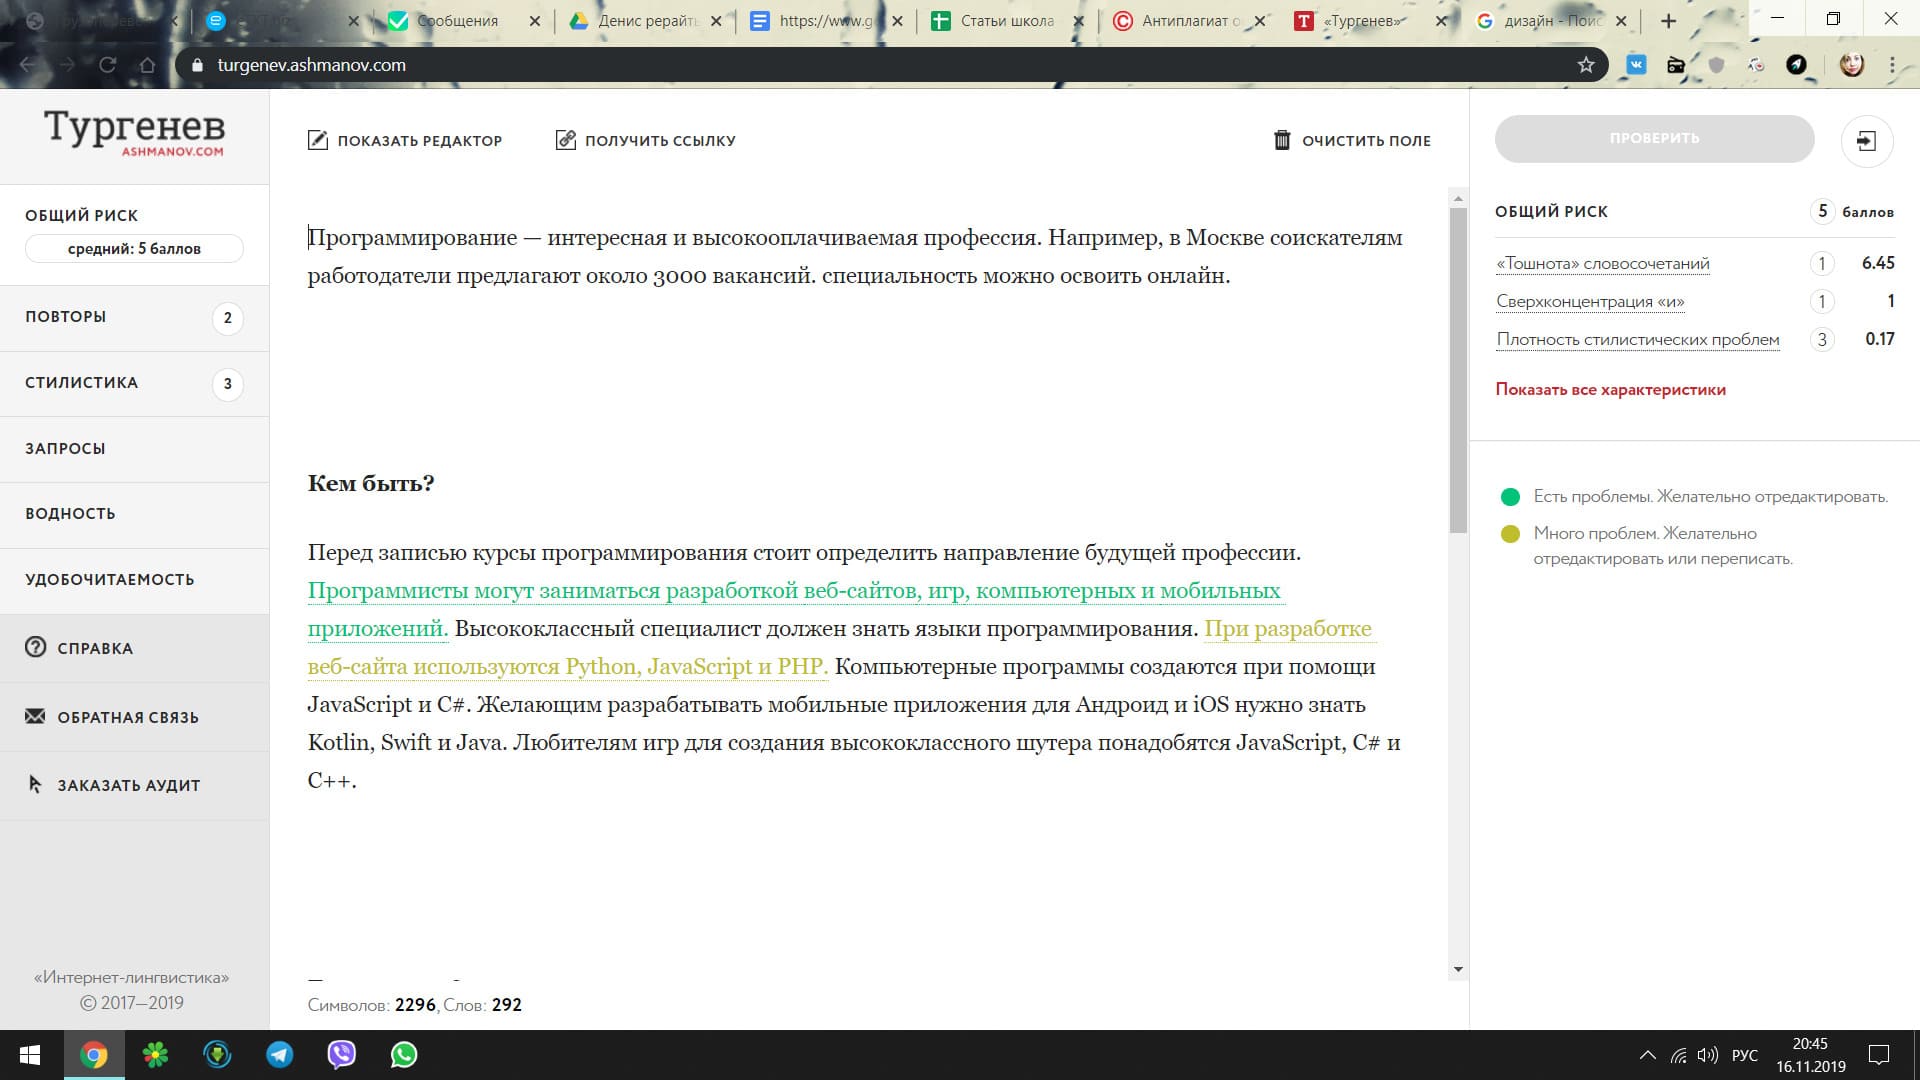 Сообщения
Денис рерайт
https://www.g
Статьи школа
Антиплагиат
«Тургенев»
дизайн - Поис
turgenev.ashmanov.com
Тургенев
ASHMANOV.COM
ПОКАЗАТЬ РЕДАКТОР
ПОЛУЧИТЬ ССЫЛКУ
ОЧИСТИТЬ ПОЛЕ
ПРОВЕРИТЬ
ОБЩИЙ РИСК
средний: 5 баллов
ПОВТОРЫ 2
СТИЛИСТИКА 3
ЗАПРОСЫ
ВОДНОСТЬ
УДОБОЧИТАЕМОСТЬ
СПРАВКА
ОБРАТНАЯ СВЯЗЬ
ЗАКАЗАТЬ АУДИТ
«Интернет-лингвистика»
© 2017—2019
Программирование — интересная и высокооплачиваемая профессия. Например, в Москве соискателям
работодатели предлагают около 3000 вакансий. специальность можно освоить онлайн.
Кем быть?
Перед записью курсы программирования стоит определить направление будущей профессии.
Программисты могут заниматься разработкой веб-сайтов, игр, компьютерных и мобильных
приложений. Высококлассный специалист должен знать языки программирования. При разработке
веб-сайта используются Python, JavaScript и PHP. Компьютерные программы создаются при помощи
JavaScript и C#. Желающим разрабатывать мобильные приложения для Андроид и iOS нужно знать
Kotlin, Swift и Java. Любителям игр для создания высококлассного шутера понадобятся JavaScript, C# и
C++.
Символов: 2296, Слов: 292
ОБЩИЙ РИСК 5 баллов
«Тошнота» словосочетаний 1 6.45
Сверхконцентрация «и» 1 1
Плотность стилистических проблем 3 0.17
Показать все характеристики
Есть проблемы. Желательно отредактировать.
Много проблем. Желательно
отредактировать или переписать.
РУС
20:45
16.11.2019